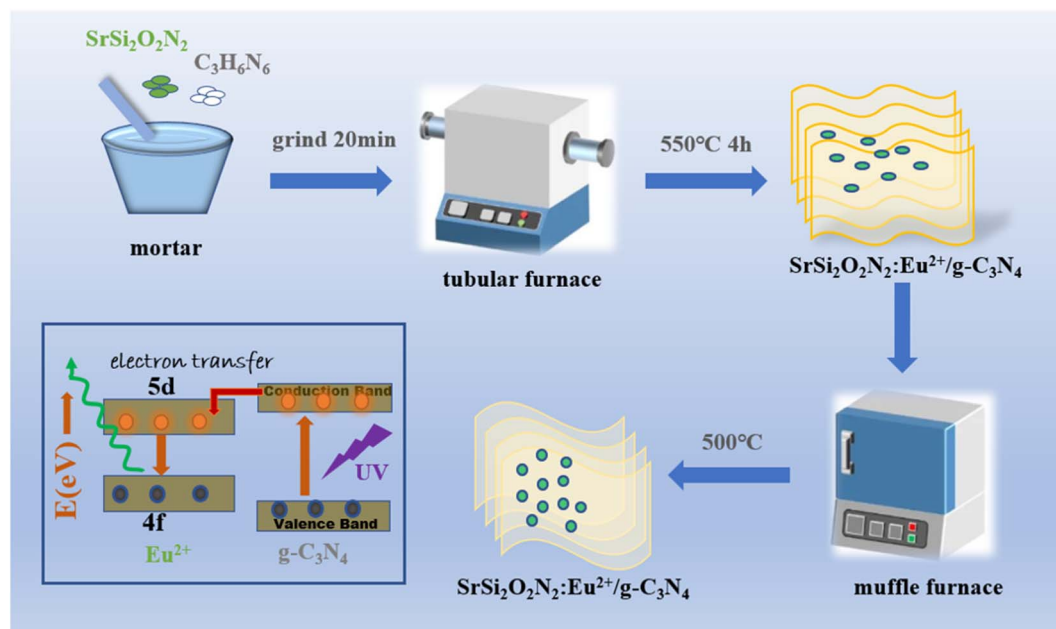 SrSi₂O₂N₂
C₃H₆N₆
grind 20min
550℃ 4h
mortar
tubular furnace
SrSi₂O₂N₂:Eu²⁺/g-C₃N₄
electron transfer
5d
Conduction Band
E(eV)
UV
4f
Valence Band
Eu²⁺
g-C₃N₄
500℃
SrSi₂O₂N₂:Eu²⁺/g-C₃N₄
muffle furnace